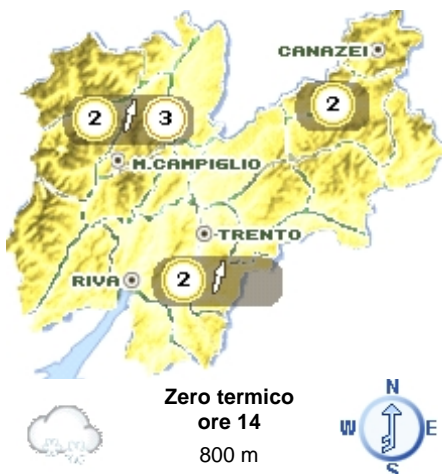 CANAZEI
2
2 3
M.CAMPIGLIO
TRENTO
RIVA
2
Zero termico
ore 14
800 m
N
W E
S